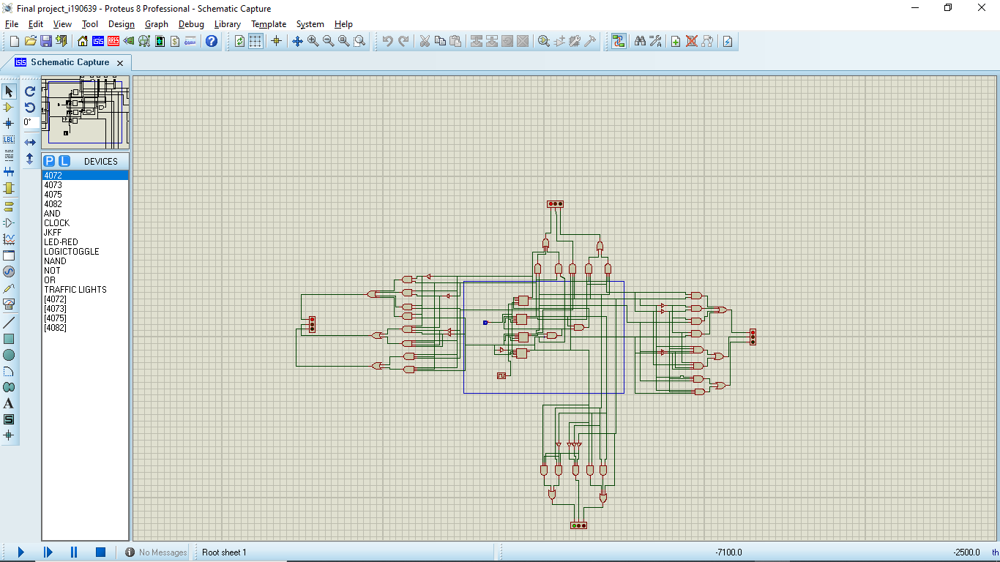 Final project_i190639 - Proteus 8 Professional - Schematic Capture
File Edit View Tool Design Graph Debug Library Template System Help
Schematic Capture
0°
LBL
P L DEVICES
4072
4073
4075
4082
AND
CLOCK
JKFF
LED-RED
LOGICTOGGLE
NAND
NOT
OR
TRAFFIC LIGHTS
[4072]
[4073]
[4075]
[4082]
A
S
No Messages Root sheet 1 -7100.0 -2500.0 th